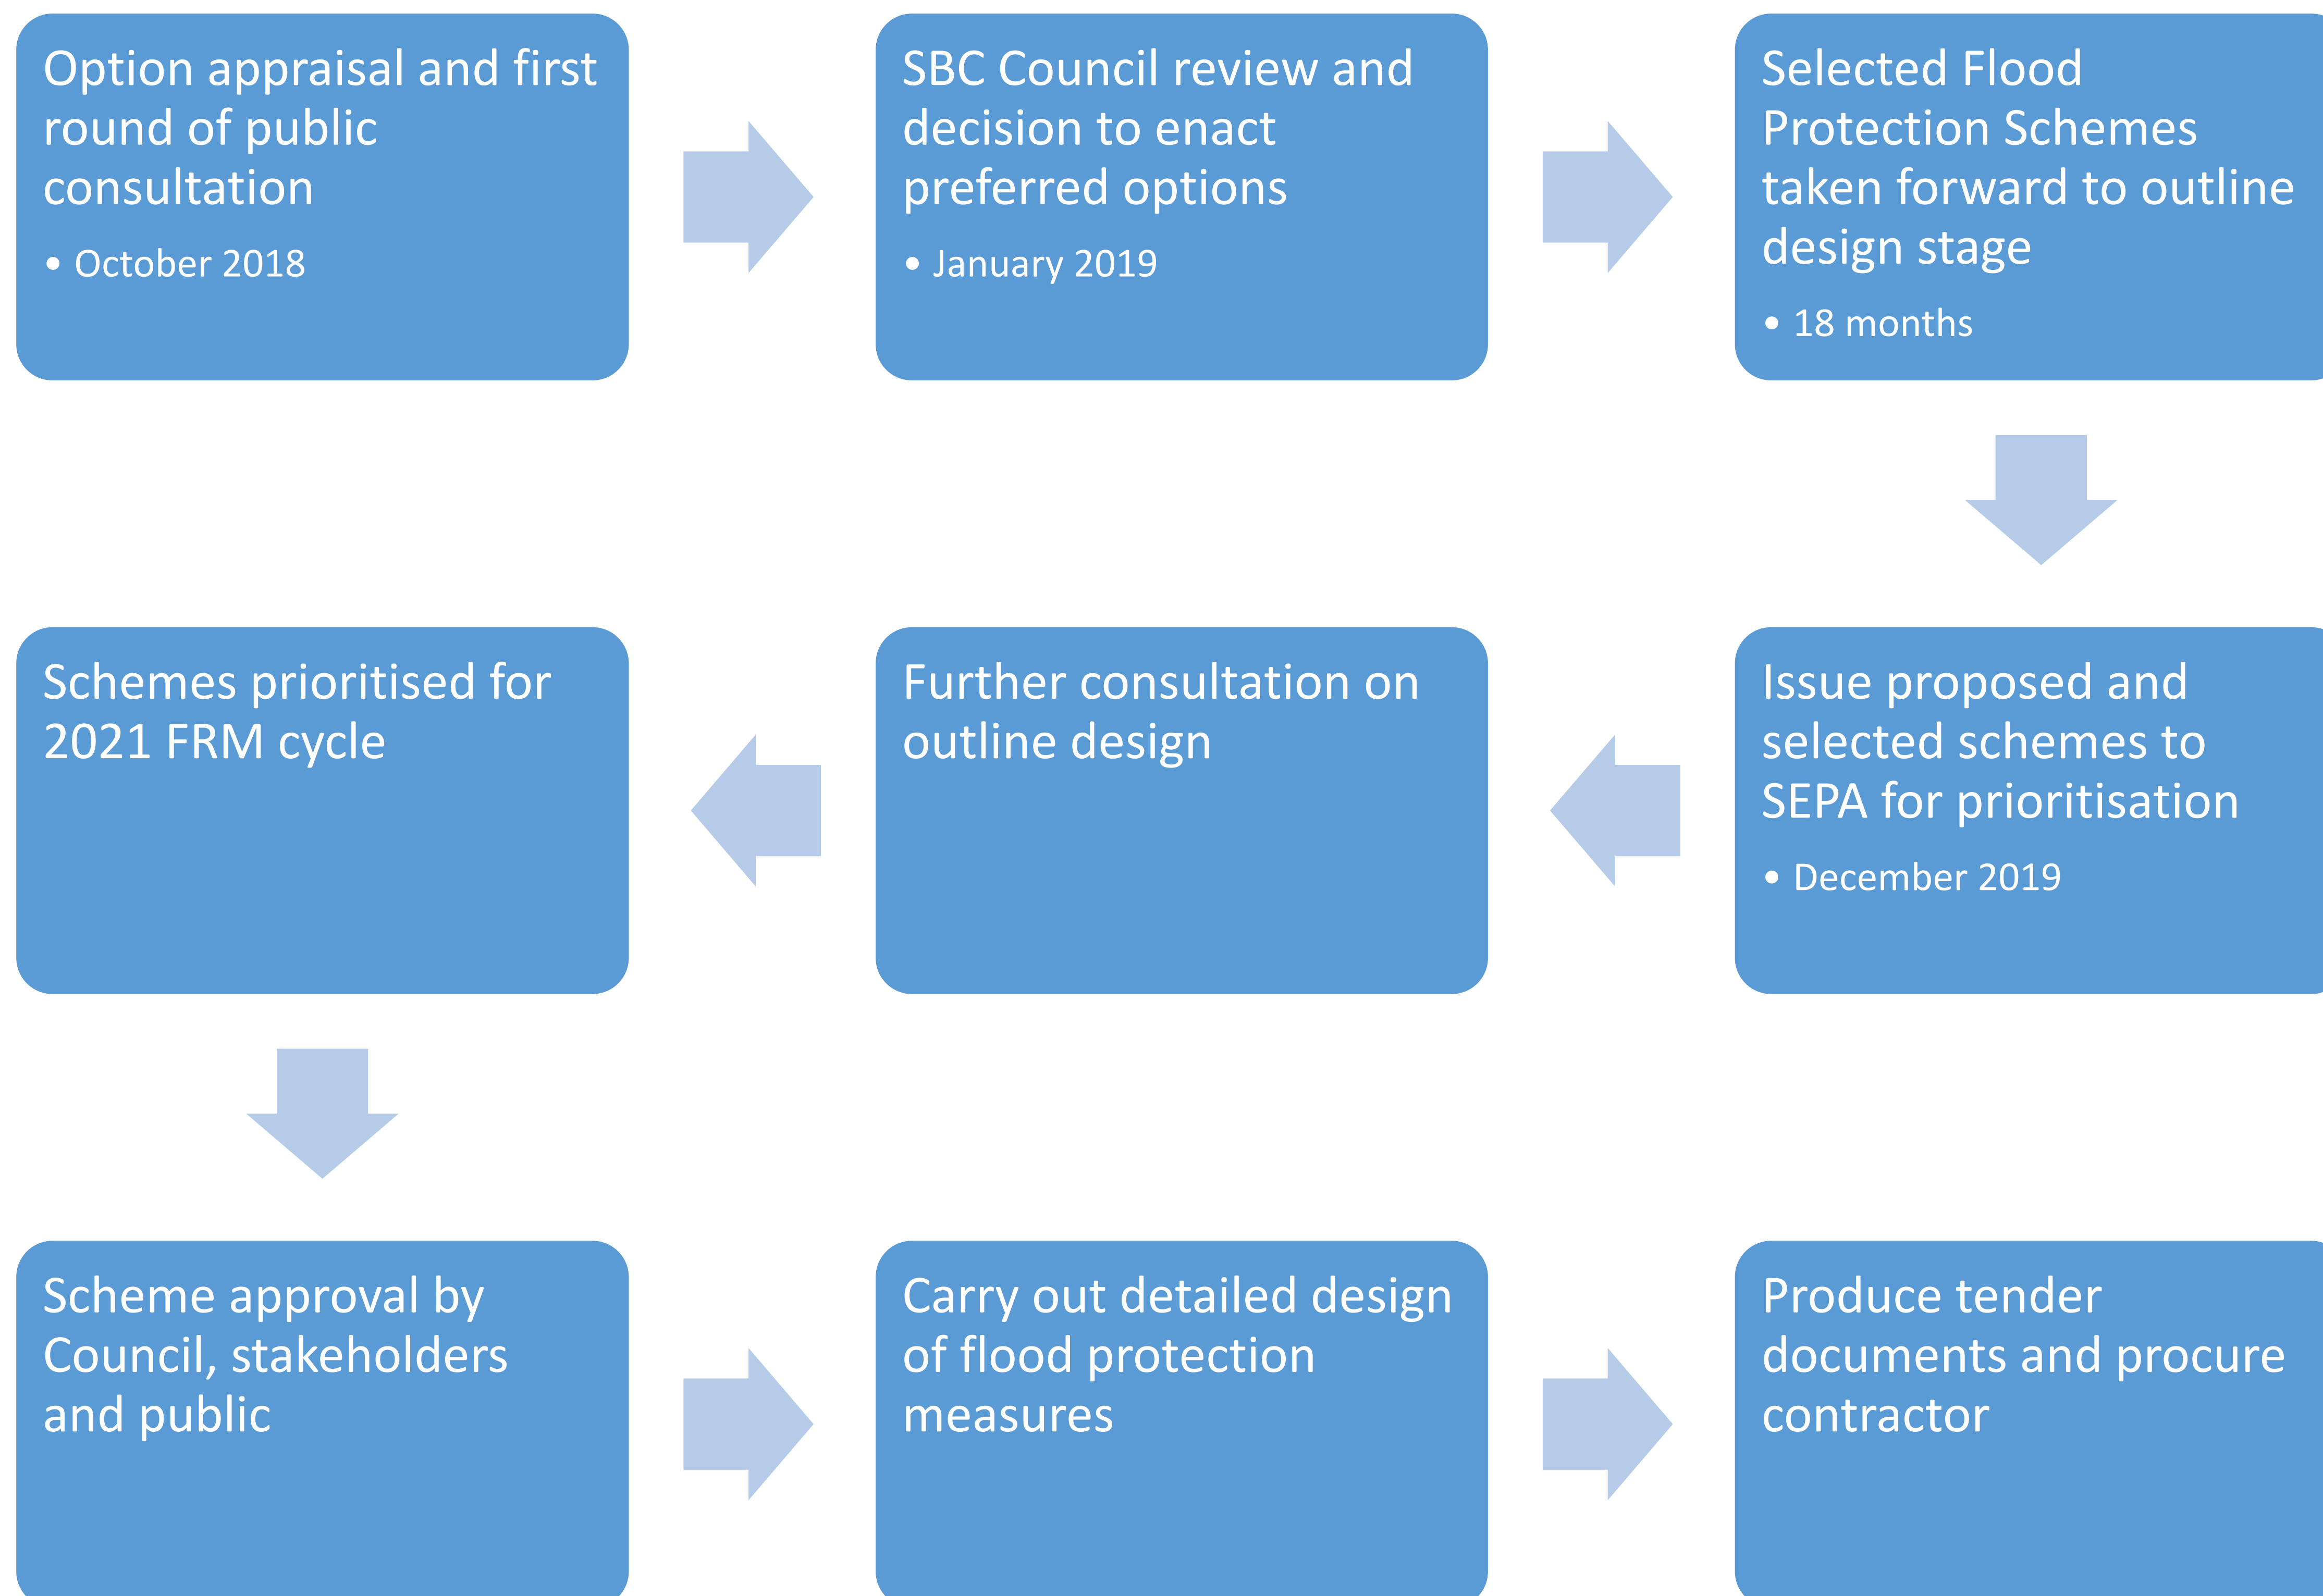 Option appraisal and first
round of public
consultation
• October 2018
SBC Council review and
decision to enact
preferred options
• January 2019
Selected Flood
Protection Schemes
taken forward to outline
design stage
• 18 months
Issue proposed and
selected schemes to
SEPA for prioritisation
• December 2019
Further consultation on
outline design
Schemes prioritised for
2021 FRM cycle
Scheme approval by
Council, stakeholders
and public
Carry out detailed design
of flood protection
measures
Produce tender
documents and procure
contractor